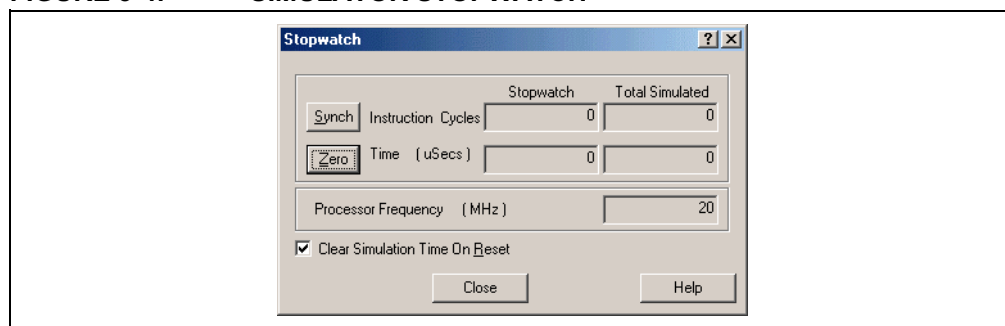 Stopwatch
Stopwatch Total Simulated
Synch Instruction Cycles 0 0
Zero Time ( uSecs ) 0 0
Processor Frequency ( MHz ) 20
Clear Simulation Time On Reset
Close Help